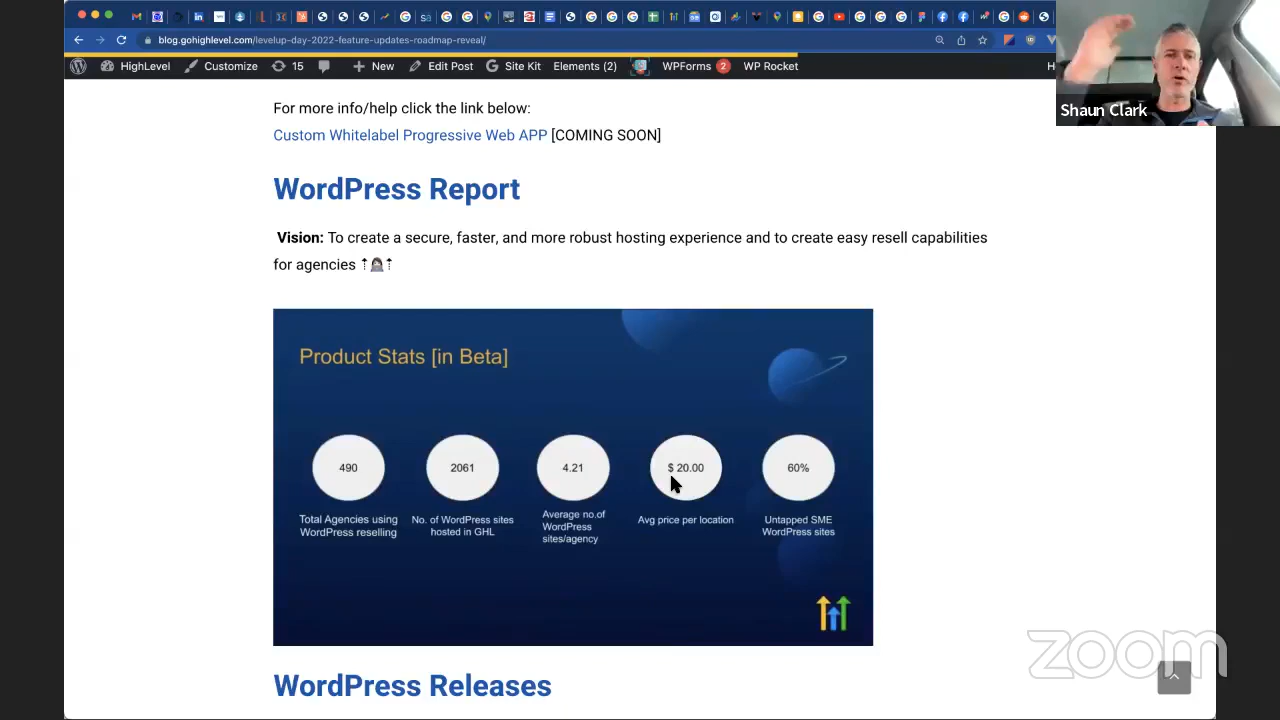 blog.gohighlevel.com/levelup-day-2022-feature-updates-roadmap-reveal/
HighLevel Customize 15 New Edit Post Site Kit Elements (2) WPForms 2 WP Rocket H
Shaun Clark
For more info/help click the link below:
Custom Whitelabel Progressive Web APP [COMING SOON]
WordPress Report
Vision: To create a secure, faster, and more robust hosting experience and to create easy resell capabilities
for agencies
Product Stats [in Beta]
490
2061
4.21
$ 20.00
60%
Total Agencies using
WordPress reselling
No. of WordPress sites
hosted in GHL
Average no.of
WordPress
sites/agency
Avg price per location
Untapped SME
WordPress sites
zoom
WordPress Releases